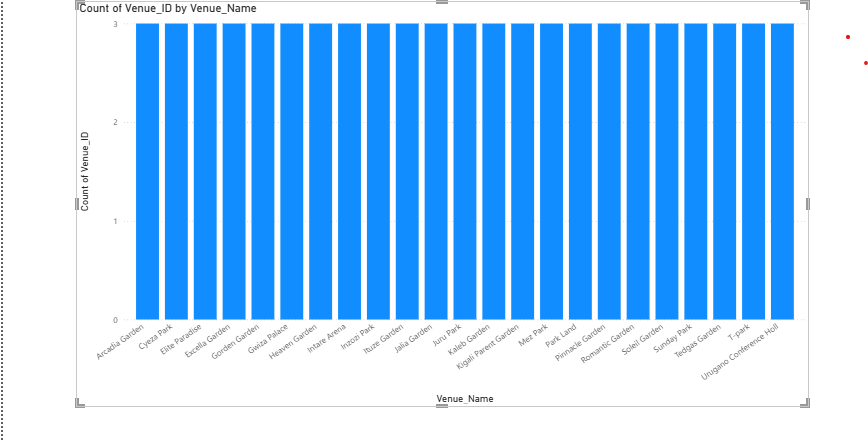 Count of Venue_ID by Venue_Name
3
2
1
0
Count of Venue_ID
Arcadia Garden
Cyeza Park
Elite Paradise
Excella Garden
Gorden Garden
Gwiza Palace
Heaven Garden
Intare Arena
Inzozi Park
Ituze Garden
Jalia Garden
Juru Park
Kaleb Garden
Kigali Parent Garden
Mez Park
Park Land
Pinnacle Garden
Romantic Garden
Soleil Garden
Sunday Park
Tedgas Garden
T-park
Urugano Conference Holl
Venue_Name